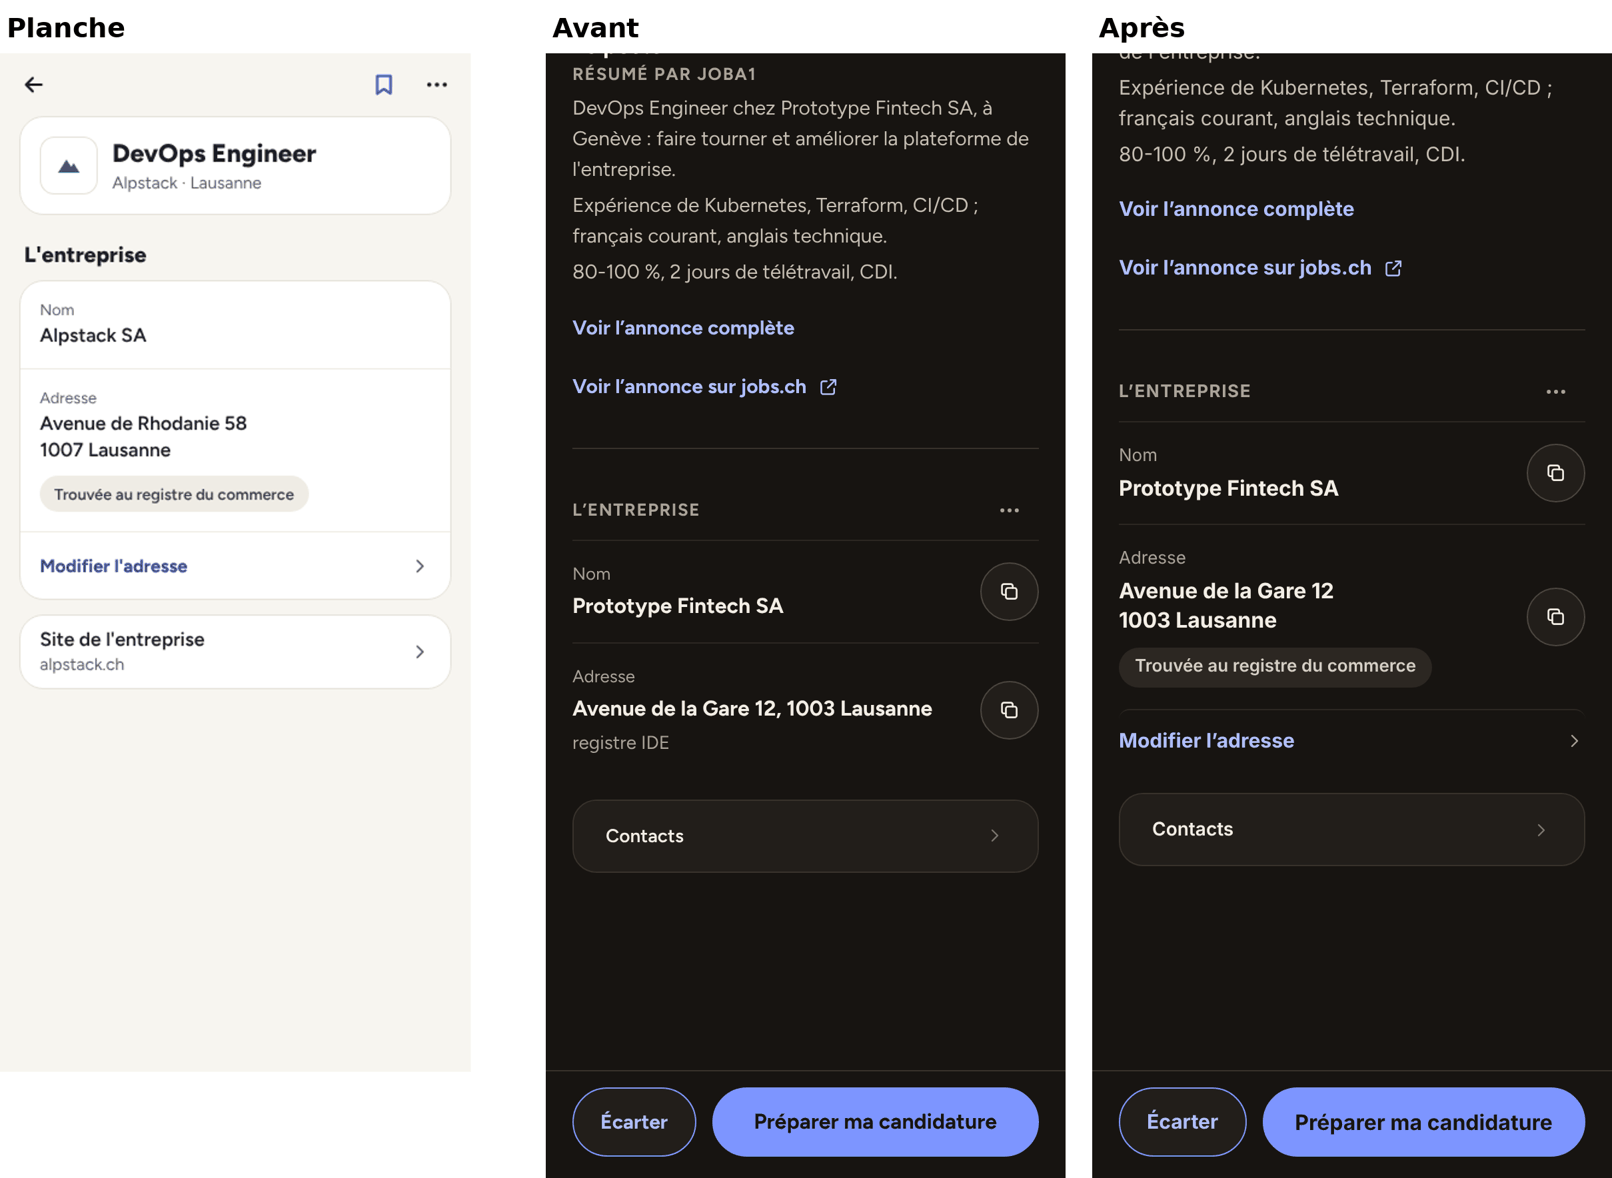 Planche
DevOps Engineer
Alpstack · Lausanne
L'entreprise
Nom
Alpstack SA
Adresse
Avenue de Rhodanie 58
1007 Lausanne
Trouvée au registre du commerce
Modifier l'adresse
Site de l'entreprise
alpstack.ch
Avant
RÉSUMÉ PAR JOBA1
DevOps Engineer chez Prototype Fintech SA, à
Genève : faire tourner et améliorer la plateforme de
l'entreprise.
Expérience de Kubernetes, Terraform, CI/CD ;
français courant, anglais technique.
80-100 %, 2 jours de télétravail, CDI.
Voir l’annonce complète
Voir l’annonce sur jobs.ch
L’ENTREPRISE
Nom
Prototype Fintech SA
Adresse
Avenue de la Gare 12, 1003 Lausanne
registre IDE
Contacts
Écarter
Préparer ma candidature
Après
de l'entreprise.
Expérience de Kubernetes, Terraform, CI/CD ;
français courant, anglais technique.
80-100 %, 2 jours de télétravail, CDI.
Voir l’annonce complète
Voir l’annonce sur jobs.ch
L’ENTREPRISE
Nom
Prototype Fintech SA
Adresse
Avenue de la Gare 12
1003 Lausanne
Trouvée au registre du commerce
Modifier l’adresse
Contacts
Écarter
Préparer ma candidature